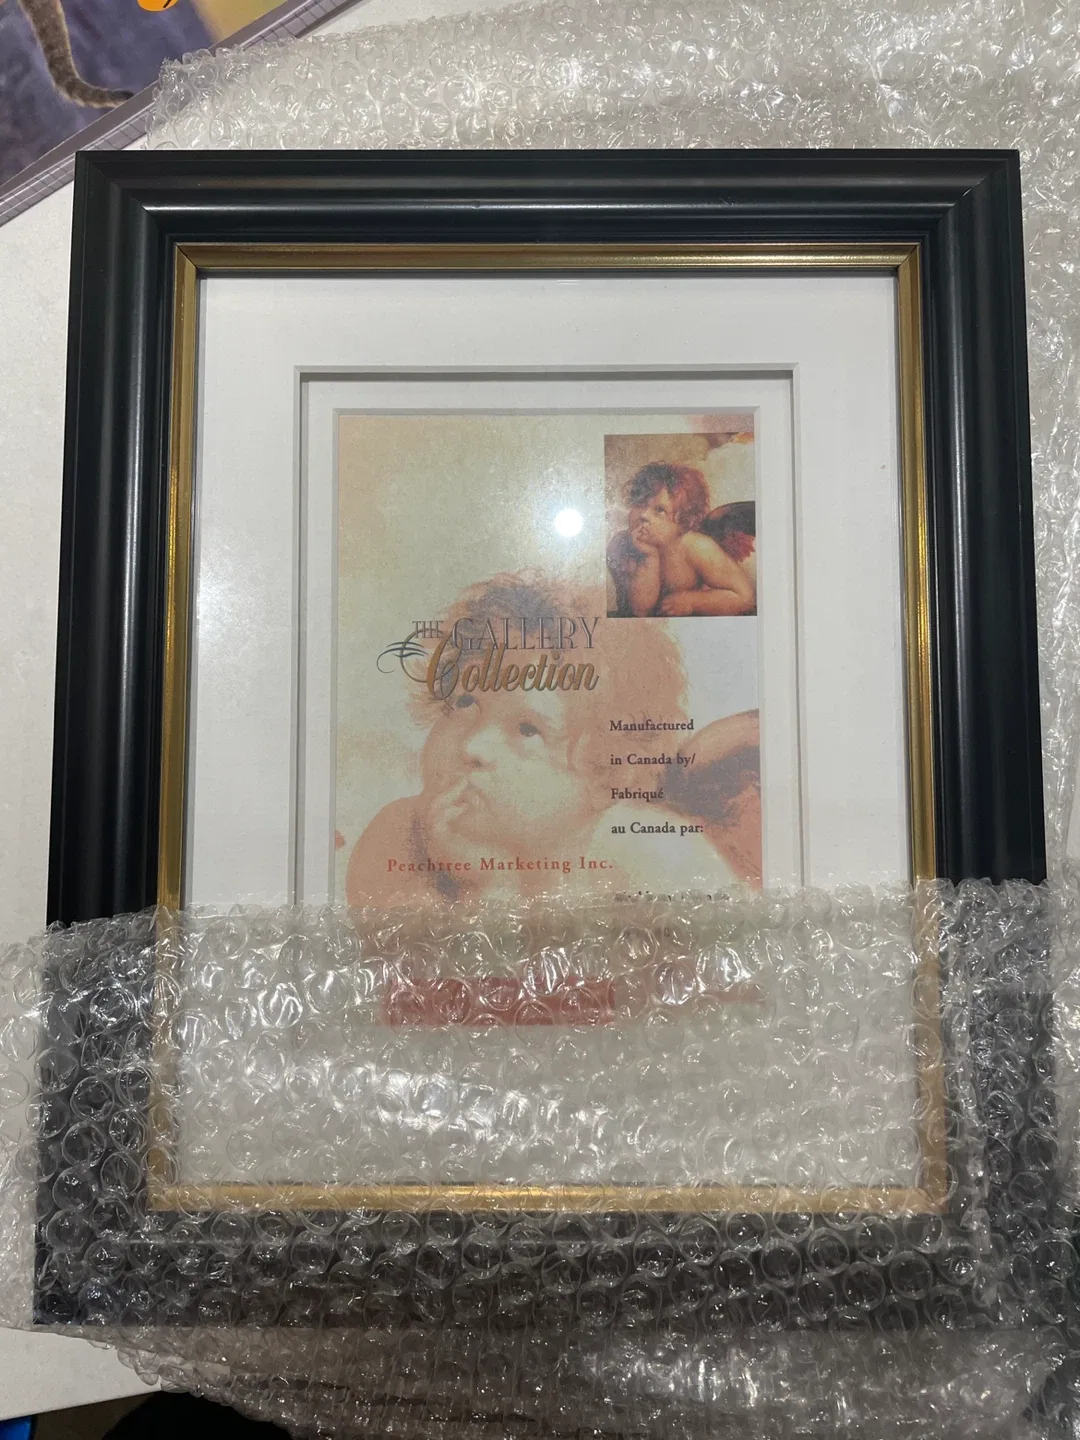 THE GALLERY
Collection
Manufactured
in Canada by/
Fabriqué
au Canada par:
Peachtree Marketing Inc.